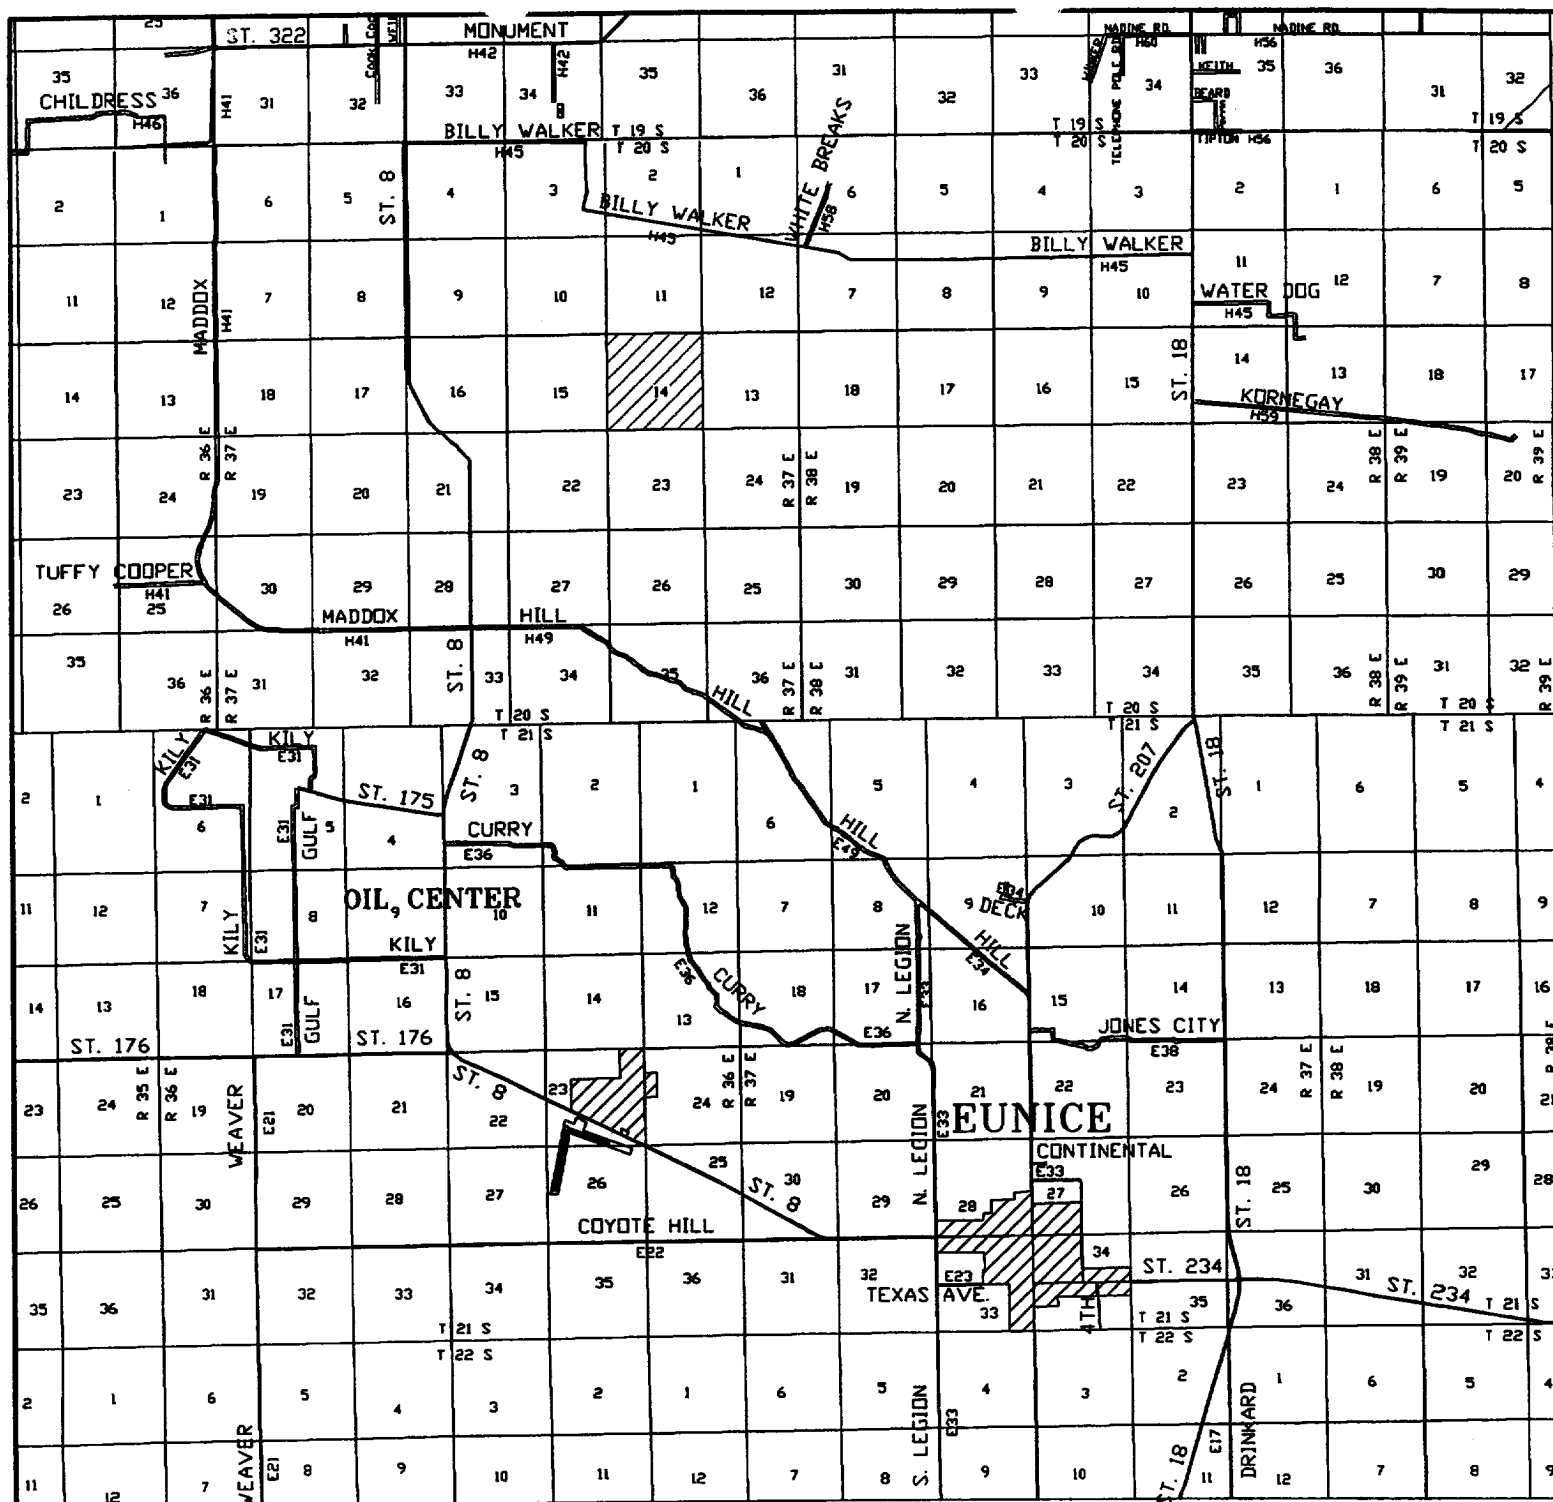 25 ST. 322 MONUMENT NADINE RD. NADINE RD.
H42 H42 H60 H56
35 36 31 32 33 34 35 36 31 32 33 34 KEITH 35 36 31 32
CHILDRESS H46 H41 TELEPHONE POLE RD. BEARD
BILLY WALKER T 19 S T 19 S T 19 S
H45 T 20 S T 20 S TIPTON H56 T 20 S
2 1 6 5 ST. 8 4 3 2 1 WHITE BREAKS 6 5 4 3 2 1 6 5
BILLY WALKER H58
H45 BILLY WALKER
H45
11 12 MADDOX H41 7 8 9 10 11 12 7 8 9 10 11 12 7 8
WATER DOG
H45
14 13 18 17 16 15 14 13 18 17 16 15 ST. 18 14 13 18 17
KORNEGAY
H59
R 36 E R 37 E R 37 E R 38 E R 38 E R 39 E R 39 E
23 24 19 20 21 22 23 24 19 20 21 22 23 24 19 20
TUFFY COOPER
H41
26 25 30 29 28 27 26 25 30 29 28 27 26 25 30 29
MADDOX HILL
H41 H49
35 36 R 36 E R 37 E 31 32 ST. 8 33 34 35 36 R 37 E R 38 E 31 32 33 34 35 36 R 38 E R 39 E 31 32 R 39 E
HILL
T 20 S T 20 S T 20 S
T 21 S T 21 S T 21 S
KILY E31 KILY E31 ST. 8 ST. 207 ST. 18
2 1 E31 6 5 4 3 2 1 6 5 4 3 2 1 6 5 4
ST. 175
E31 GULF CURRY HILL
E36 E49
OIL CENTER
11 12 7 8 9 10 11 12 7 8 9 10 11 12 7 8 9
E34 DECK
KILY E31 KILY E31 HILL E34
14 13 18 17 16 ST. 8 15 14 13 E36 CURRY 18 17 N. LEGION E33 16 15 14 13 18 17 16
E31 GULF E36 JONES CITY
E38
ST. 176 ST. 176
R 35 E R 36 E ST. 8 R 36 E R 37 E R 37 E R 38 E
23 24 19 20 21 22 23 24 19 20 21 22 23 24 19 20 21
WEAVER E21 N. LEGION E33 EUNICE
CONTINENTAL
E33
26 25 30 29 28 27 26 25 30 29 28 27 26 ST. 18 25 30 29 28
ST. 8
COYOTE HILL
E22
35 36 31 32 33 34 35 36 31 32 33 34 35 36 31 32
ST. 234 ST. 234
E23
TEXAS AVE.
4TH
T 21 S T 21 S T 21 S
T 22 S T 22 S T 22 S
2 1 6 5 4 3 2 1 6 5 4 3 2 1 6 5 4
WEAVER E21 S. LEGION E33 ST. 18 E17 DRINKARD
11 12 7 8 9 10 11 12 7 8 9 10 11 12 7 8 9